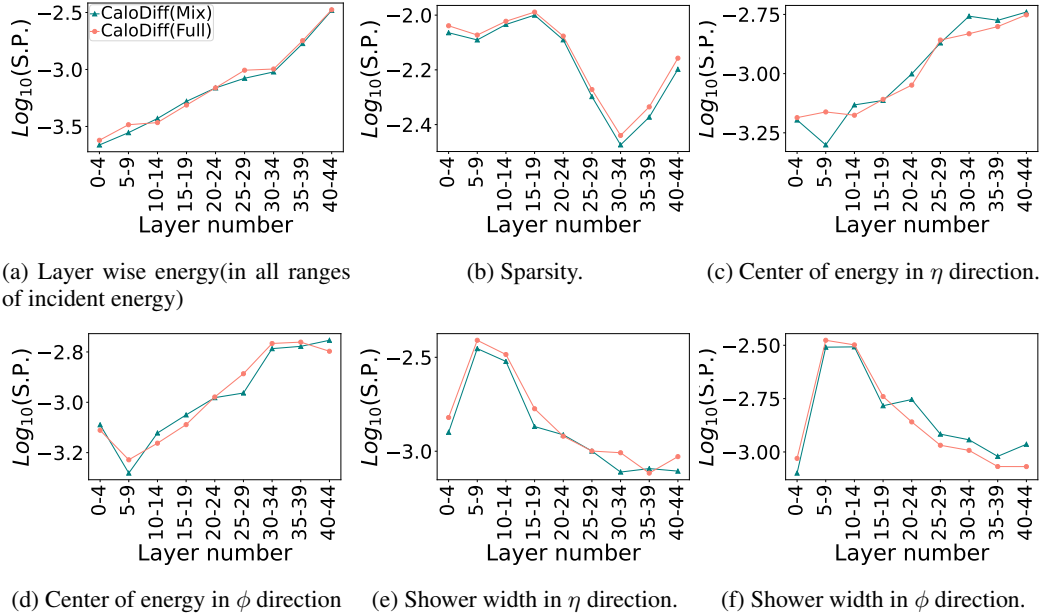 CaloDiff(Mix)
CaloDiff(Full)
Log₁₀(S.P.)
−2.5
−3.0
−3.5
0-4 5-9 10-14 15-19 20-24 25-29 30-34 35-39 40-44
Layer number
(a) Layer wise energy(in all ranges
of incident energy)
Log₁₀(S.P.)
−2.0
−2.2
−2.4
0-4 5-9 10-14 15-19 20-24 25-29 30-34 35-39 40-44
Layer number
(b) Sparsity.
Log₁₀(S.P.)
−2.75
−3.00
−3.25
0-4 5-9 10-14 15-19 20-24 25-29 30-34 35-39 40-44
Layer number
(c) Center of energy in η direction.
Log₁₀(S.P.)
−2.8
−3.0
−3.2
0-4 5-9 10-14 15-19 20-24 25-29 30-34 35-39 40-44
Layer number
(d) Center of energy in ϕ direction
Log₁₀(S.P.)
−2.5
−3.0
0-4 5-9 10-14 15-19 20-24 25-29 30-34 35-39 40-44
Layer number
(e) Shower width in η direction.
Log₁₀(S.P.)
−2.50
−2.75
−3.00
0-4 5-9 10-14 15-19 20-24 25-29 30-34 35-39 40-44
Layer number
(f) Shower width in ϕ direction.